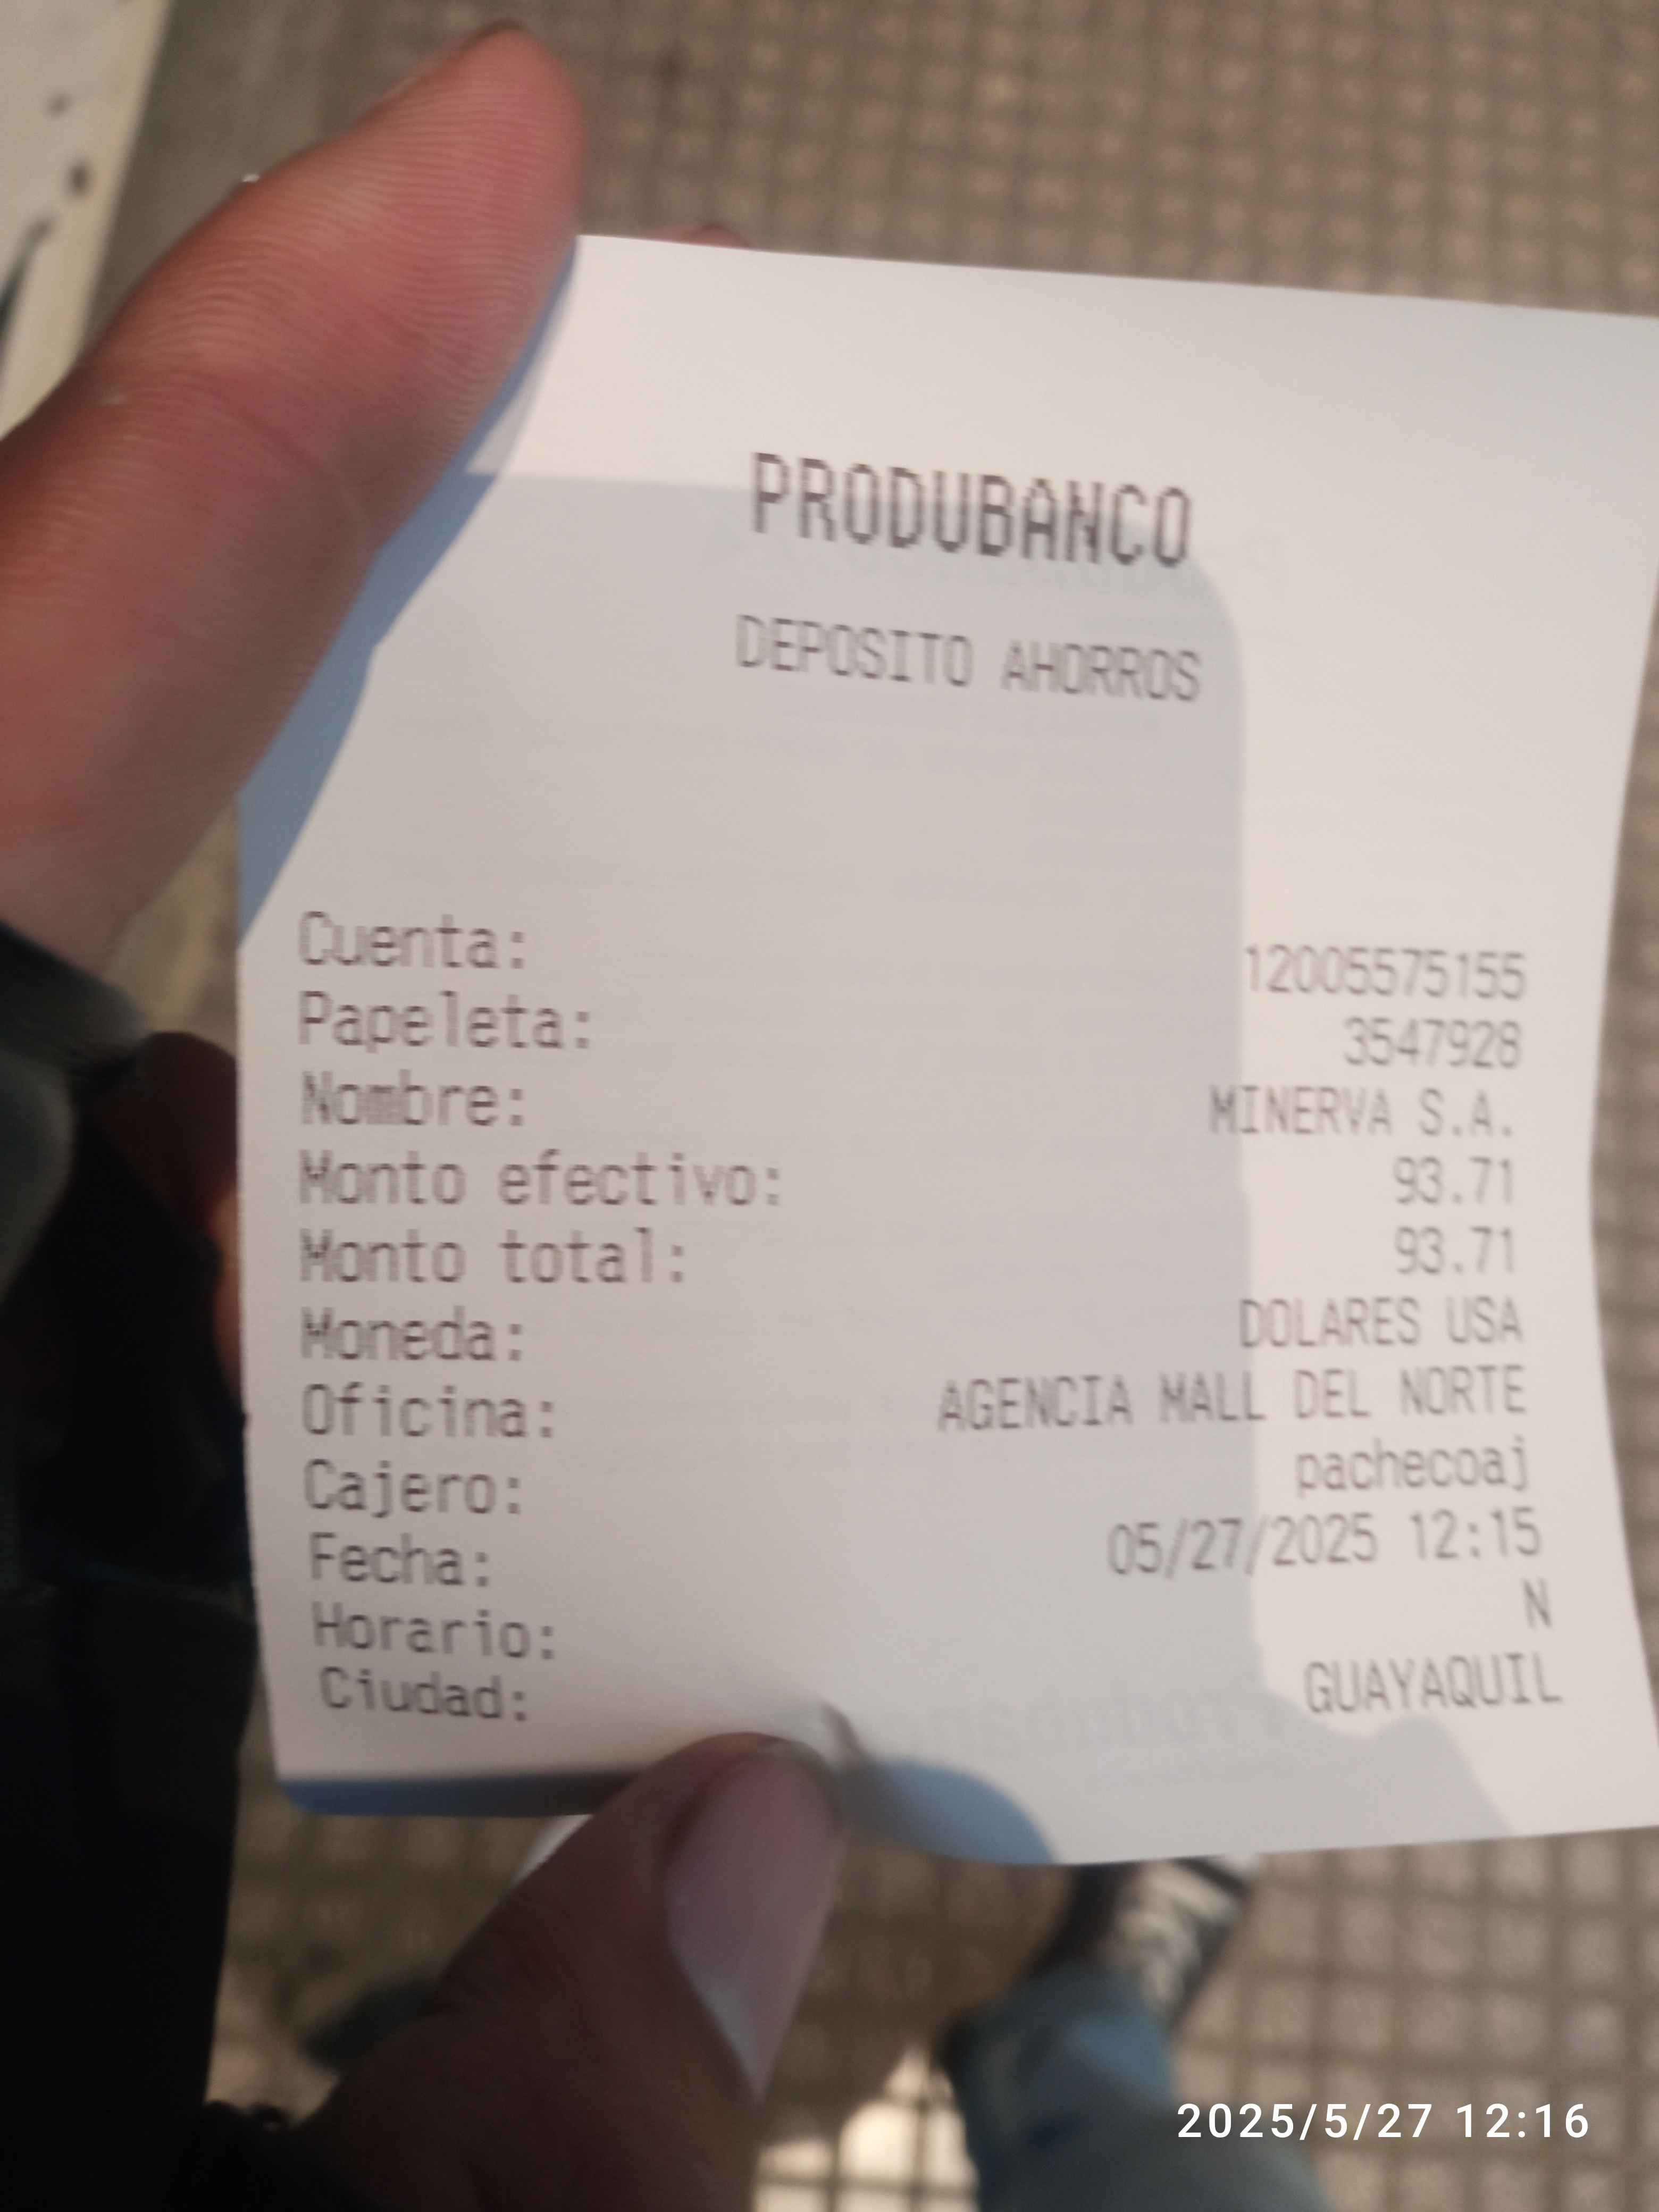 PRODUBANCO
DEPOSITO AHORROS
Cuenta: 12005575155
Papeleta: 3547928
Nombre: MINERVA S.A.
Monto efectivo: 93.71
Monto total: 93.71
Moneda: DOLARES USA
Oficina: AGENCIA MALL DEL NORTE
Cajero: pachecoaj
Fecha: 05/27/2025 12:15
Horario: N
Ciudad: GUAYAQUIL
2025/5/27 12:16